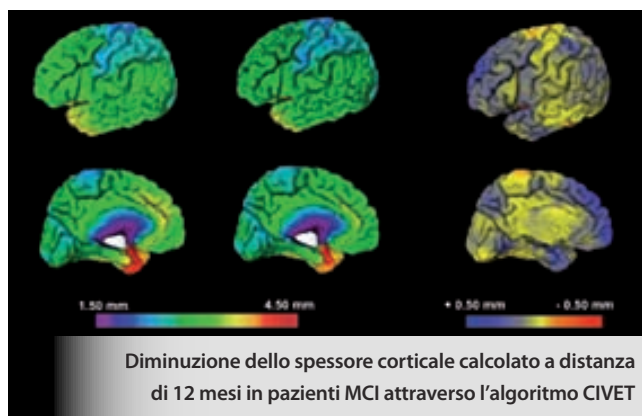 1.50 mm 4.50 mm + 0.50 mm - 0.50 mm
Diminuzione dello spessore corticale calcolato a distanza
di 12 mesi in pazienti MCI attraverso l'algoritmo CIVET